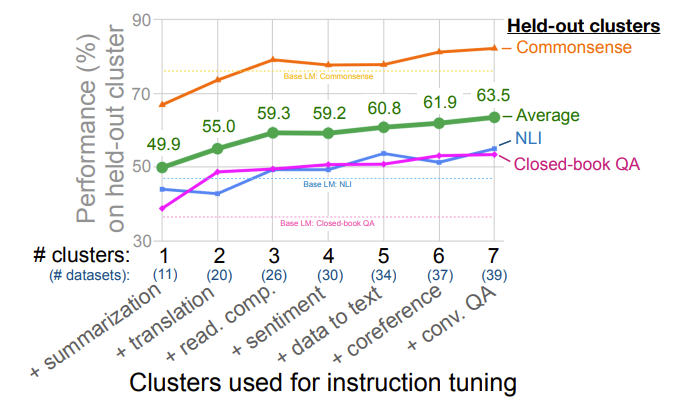 Held-out clusters
Commonsense
Average
NLI
Closed-book QA
Performance (%)
on held-out cluster
90
70
50
30
49.9
55.0
59.3
59.2
60.8
61.9
63.5
Base LM: Commonsense
Base LM: NLI
Base LM: Closed-book QA
# clusters: 1 2 3 4 5 6 7
(# datasets): (11) (20) (26) (30) (34) (37) (39)
+ summarization
+ translation
+ read. comp.
+ sentiment
+ data to text
+ coreference
+ conv. QA
Clusters used for instruction tuning